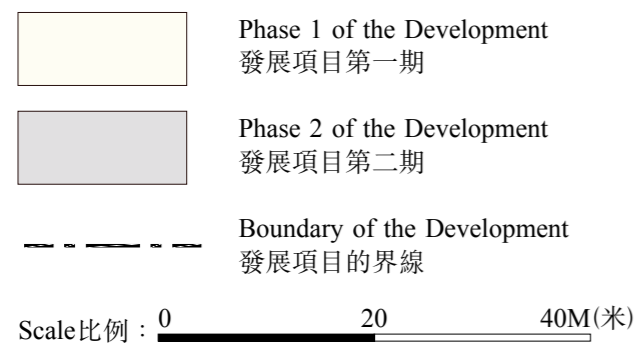 Phase 1 of the Development
發展項目第一期
Phase 2 of the Development
發展項目第二期
Boundary of the Development
發展項目的界線
Scale比例：0 20 40M(米)